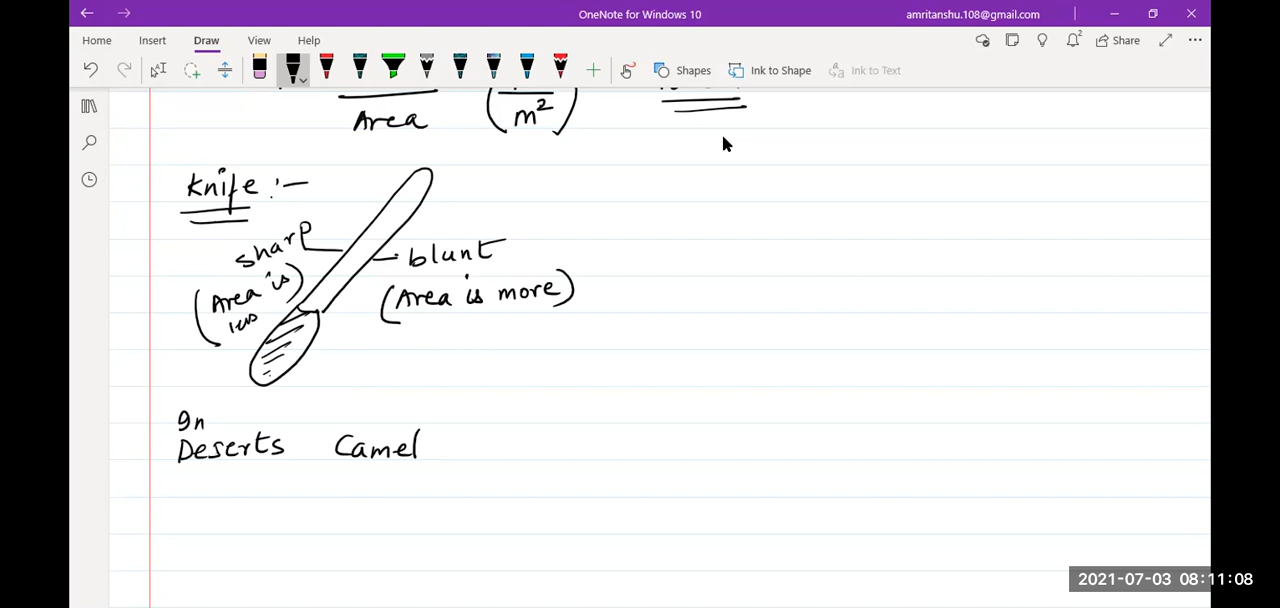 OneNote for Windows 10
amritanshu.108@gmail.com
Home Insert Draw View Help
2 Share
Shapes Ink to Shape Ink to Text
Area
m²
Knife :-
sharp
blunt
(Area is
less)
(Area is more)
In
Deserts Camel
2021-07-03 08:11:08